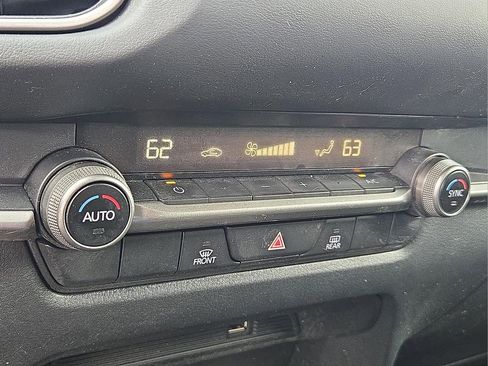 62 63
A/C
AUTO SYNC
FRONT REAR